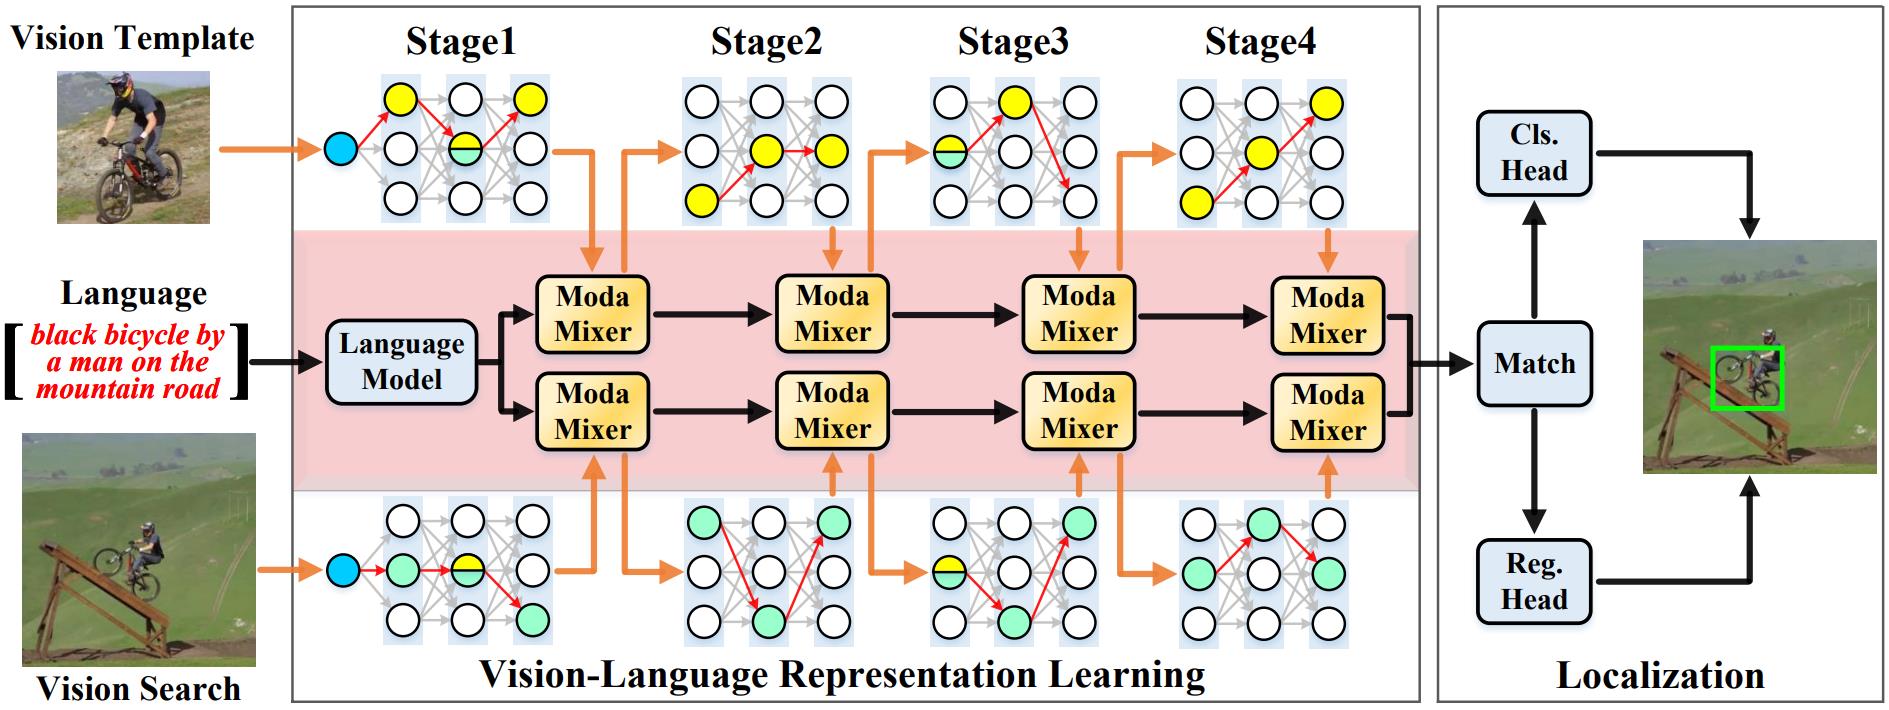 Vision Template
Stage1
Stage2
Stage3
Stage4
Language
[ black bicycle by
a man on the
mountain road ]
Language
Model
Moda
Mixer
Moda
Mixer
Moda
Mixer
Moda
Mixer
Moda
Mixer
Moda
Mixer
Moda
Mixer
Moda
Mixer
Vision Search
Vision-Language Representation Learning
Cls.
Head
Match
Reg.
Head
Localization